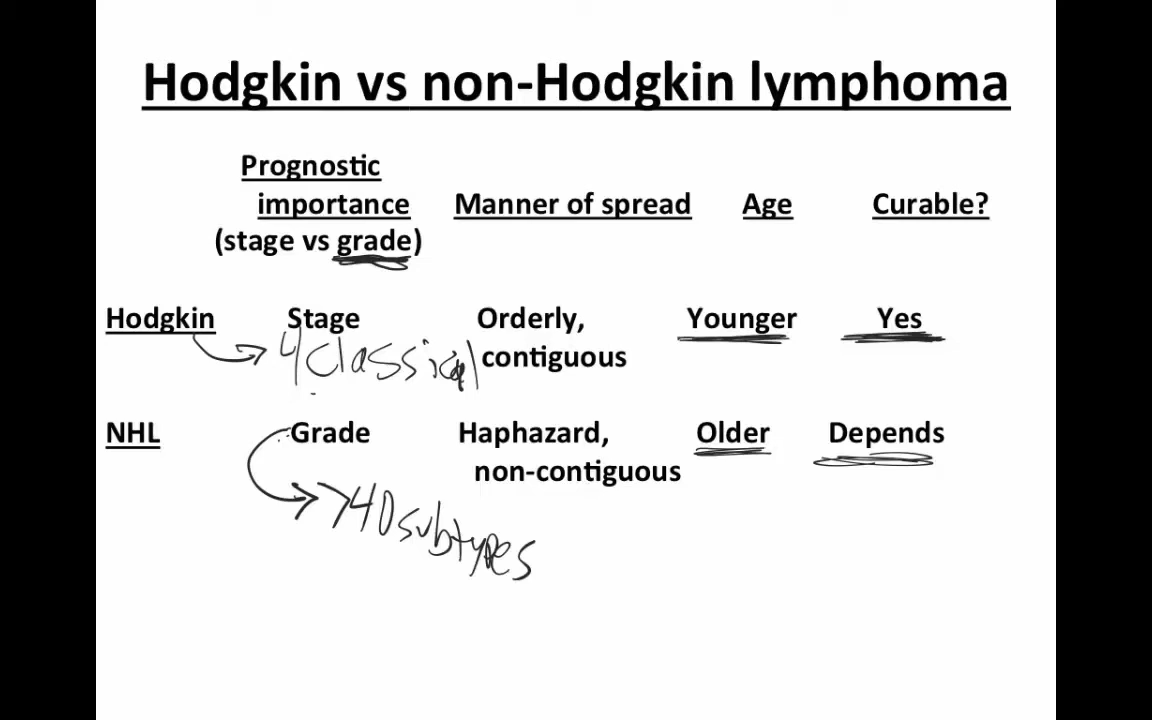 Hodgkin vs non-Hodgkin lymphoma
Prognostic
importance
(stage vs grade)
Manner of spread
Age
Curable?
Hodgkin
Stage
Orderly,
contiguous
Younger
Yes
4 classical
NHL
Grade
Haphazard,
non-contiguous
Older
Depends
>40 subtypes